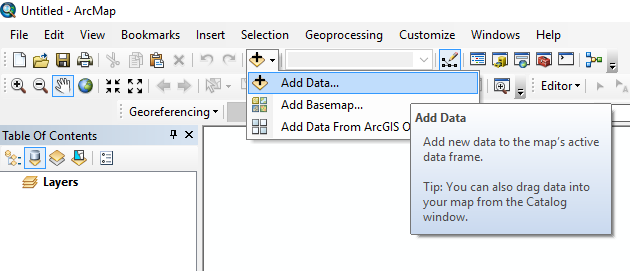 Untitled - ArcMap
File Edit View Bookmarks Insert Selection Geoprocessing Customize Windows Help
Add Data...
Editor
Add Basemap...
Georeferencing
Add Data From ArcGIS O
Add Data
Add new data to the map's active
data frame.
Tip: You can also drag data into
your map from the Catalog
window.
Table Of Contents
Layers